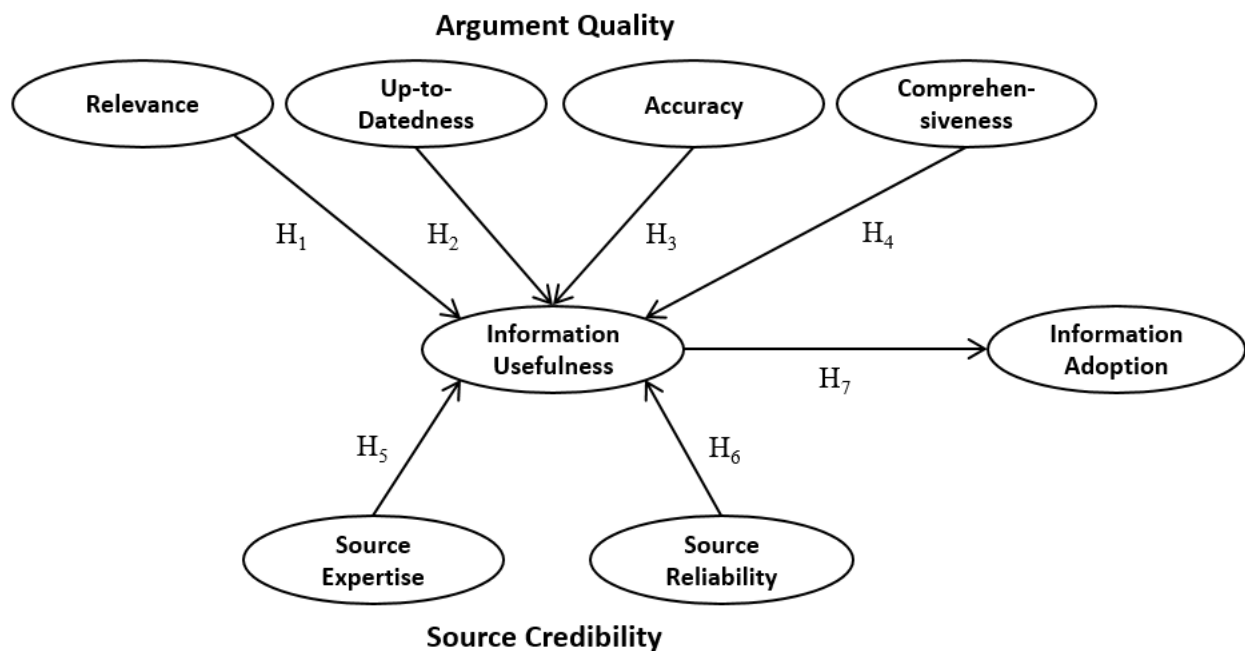 Argument Quality
Relevance
Up-to-
Datedness
Accuracy
Comprehen-
siveness
H₁
H₂
H₃
H₄
Information
Usefulness
Information
Adoption
H₇
H₅
H₆
Source
Expertise
Source
Reliability
Source Credibility